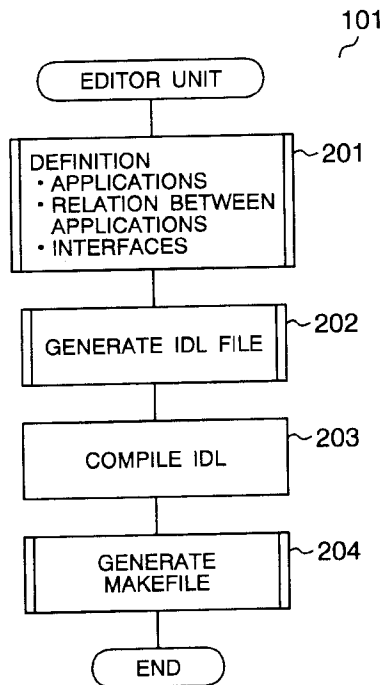 101
EDITOR UNIT
201
DEFINITION
· APPLICATIONS
· RELATION BETWEEN
APPLICATIONS
· INTERFACES
202
GENERATE IDL FILE
203
COMPILE IDL
204
GENERATE
MAKEFILE
END